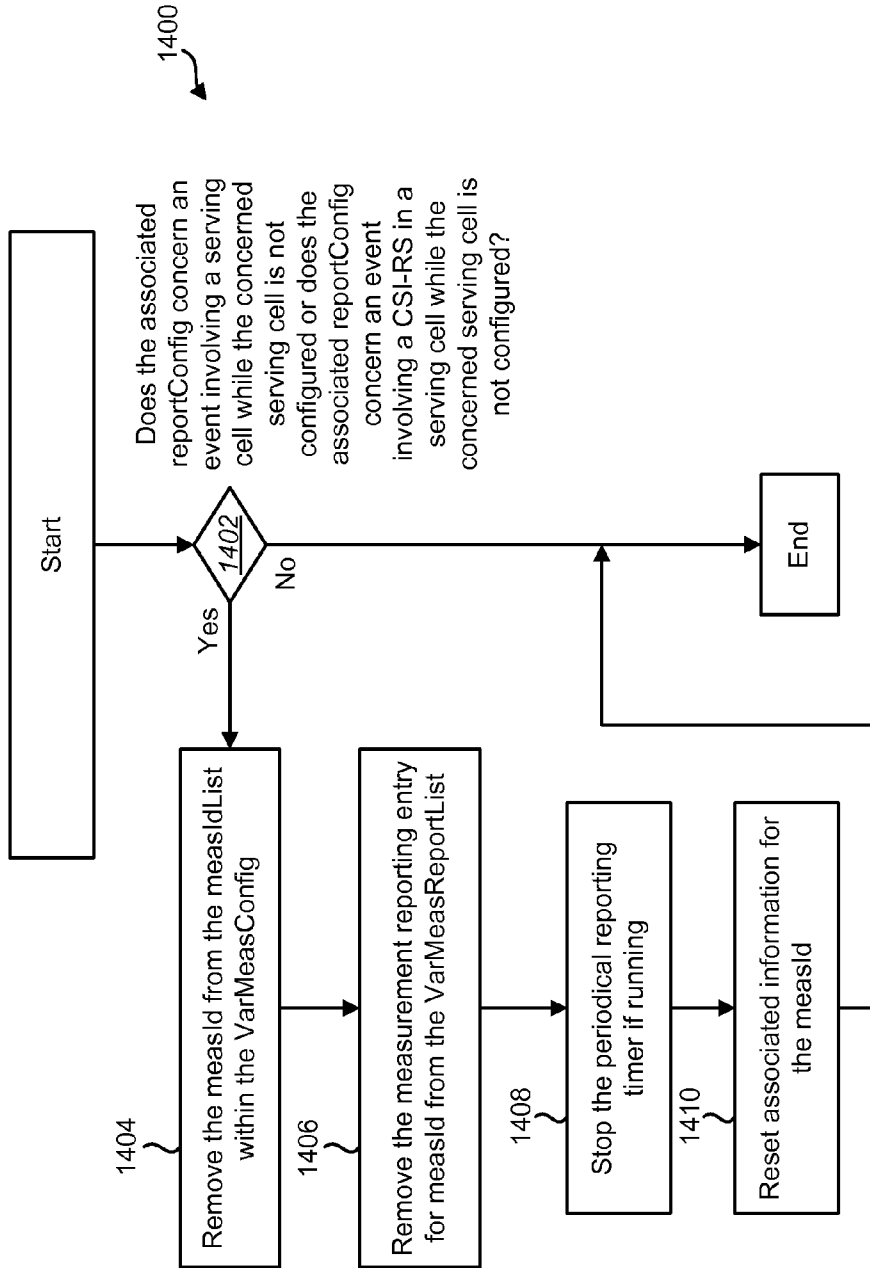 1400
Start
Does the associated
reportConfig concern an
event involving a serving
cell while the concerned
serving cell is not
configured or does the
associated reportConfig
concern an event
involving a CSI-RS in a
serving cell while the
concerned serving cell is
not configured?
1402
Yes
No
1404
Remove the measId from the measIdList
within the VarMeasConfig
1406
Remove the measurement reporting entry
for measId from the VarMeasReportList
1408
Stop the periodical reporting
timer if running
1410
Reset associated information for
the measId
End